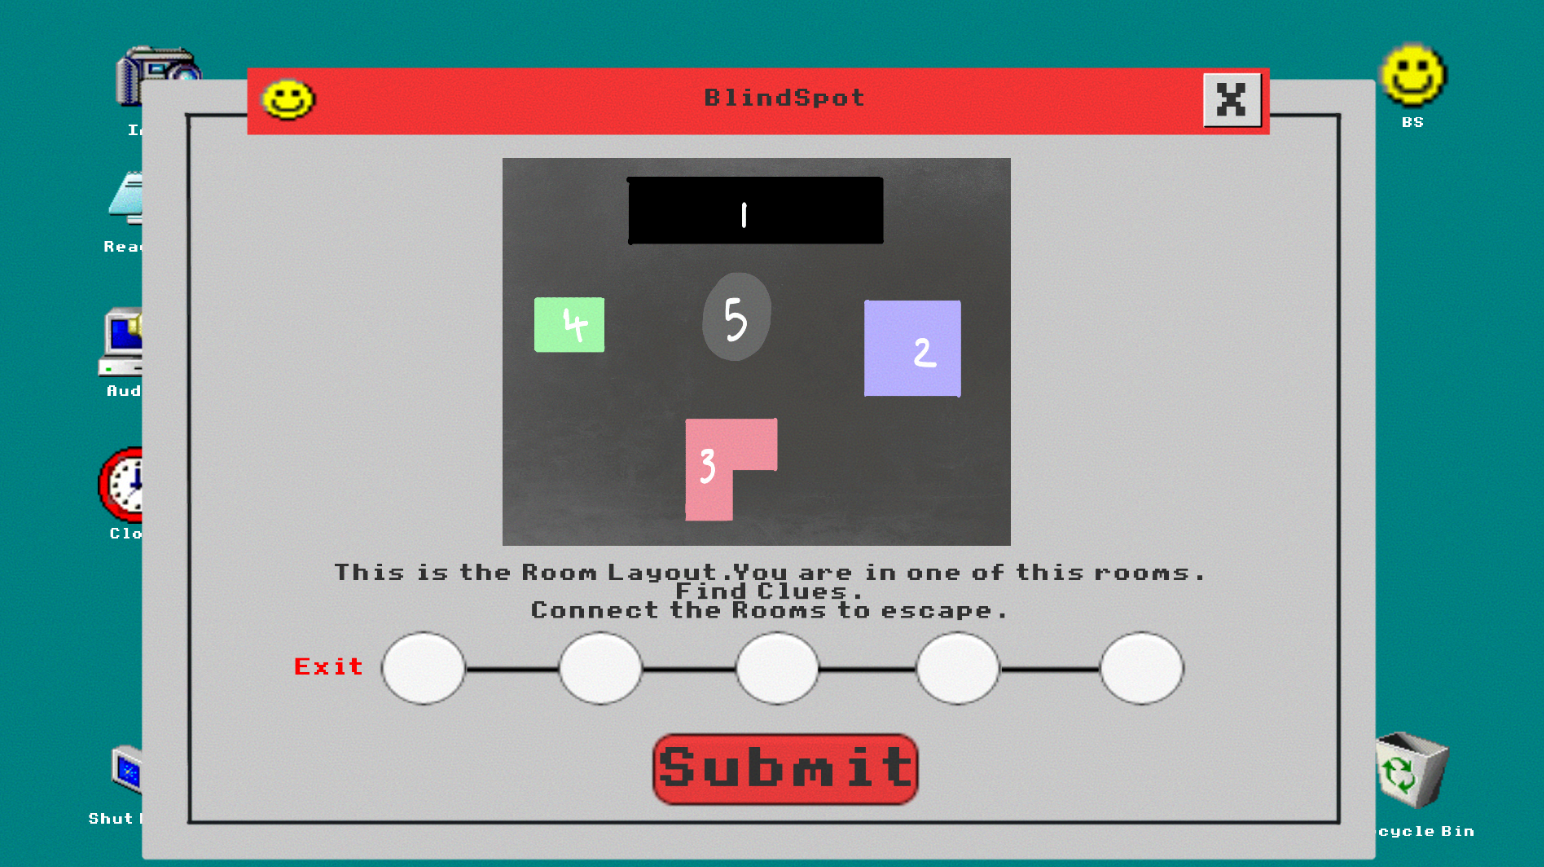 BlindSpot
X
BS
1
4
5
2
3
This is the Room Layout.You are in one of this rooms.
Find Clues.
Connect the Rooms to escape.
Exit
Submit
Shut
Bin